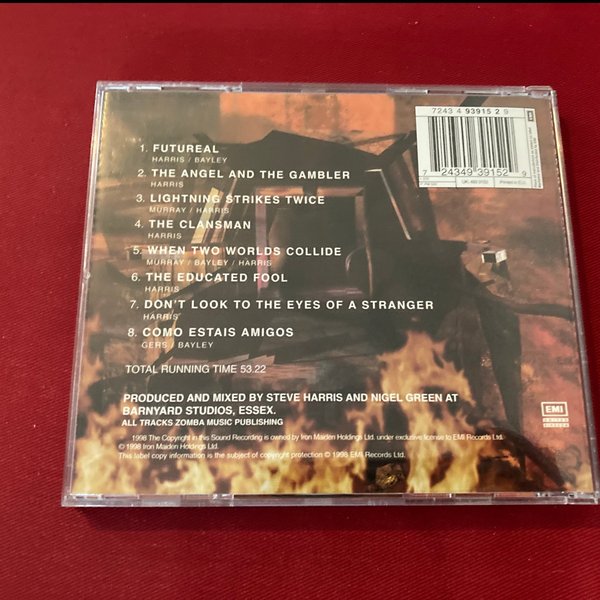 7243 4 93915 2 9
7 24349 39152 9
1. FUTUREAL
HARRIS / BAYLEY
2. THE ANGEL AND THE GAMBLER
HARRIS
3. LIGHTNING STRIKES TWICE
MURRAY / HARRIS
4. THE CLANSMAN
HARRIS
5. WHEN TWO WORLDS COLLIDE
MURRAY / BAYLEY / HARRIS
6. THE EDUCATED FOOL
HARRIS
7. DON'T LOOK TO THE EYES OF A STRANGER
HARRIS
8. COMO ESTAIS AMIGOS
GERS / BAYLEY
TOTAL RUNNING TIME 53.22
PRODUCED AND MIXED BY STEVE HARRIS AND NIGEL GREEN AT
BARNYARD STUDIOS, ESSEX.
ALL TRACKS ZOMBA MUSIC PUBLISHING
1998 The Copyright in this Sound Recording is owned by Iron Maiden Holdings Ltd. under exclusive license to EMI Records Ltd.
© 1998 Iron Maiden Holdings Ltd.
This label copy information is the subject of copyright protection © 1998 EMI Records Ltd.
EMI